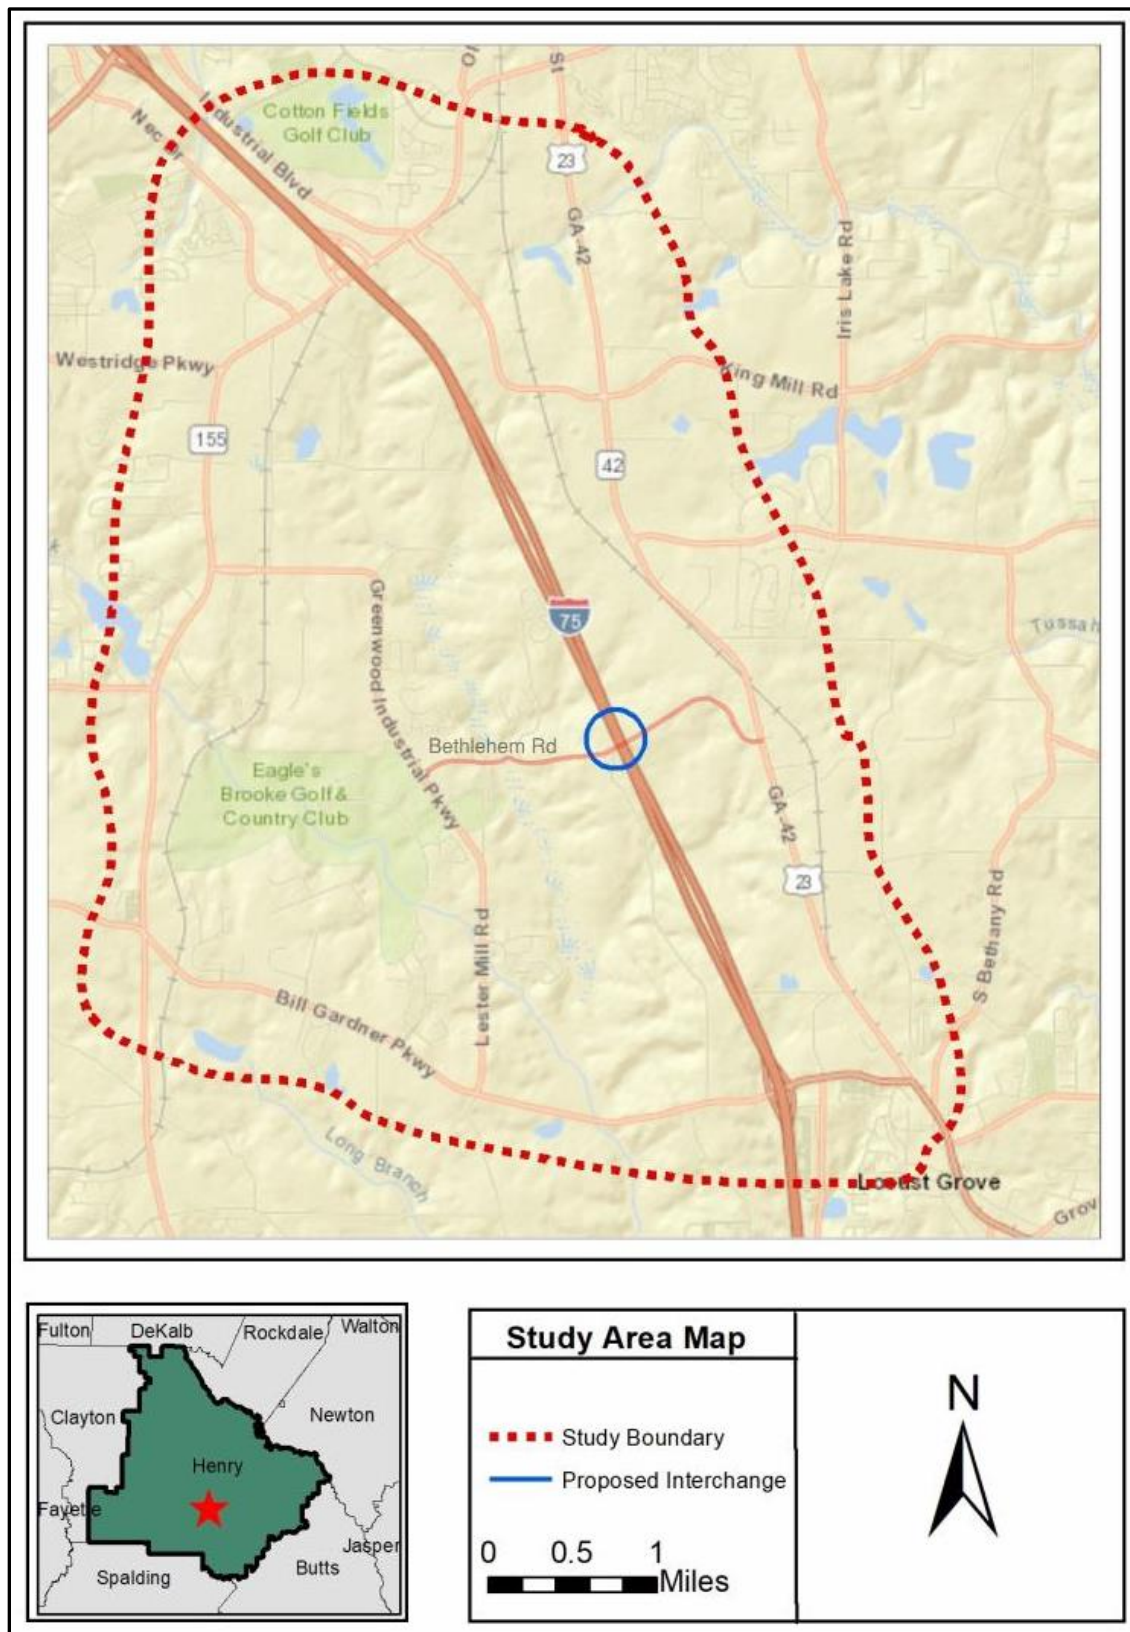 Ol
St
Cotton Fields
Golf Club
Industrial Blvd
23
GA-42
Iris Lake Rd
Westridge Pkwy
King Mill Rd
155
42
Greenwood Industrial Pkwy
75
Tussah
Bethlehem Rd
Eagle's
Brooke Golf &
Country Club
GA-42
23
S Bethany Rd
Lester Mill Rd
Bill Gardner Pkwy
Long Branch
Locust Grove
Grov
Fulton
DeKalb
Rockdale
Walton
Clayton
Newton
Henry
Fayette
Jasper
Spalding
Butts
Study Area Map
Study Boundary
Proposed Interchange
0 0.5 1
Miles
N